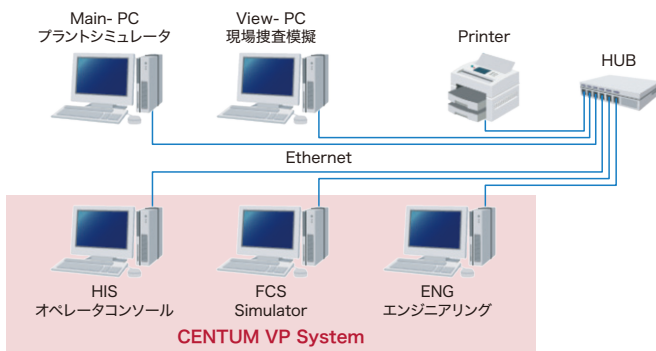 Main- PC
プラントシミュレータ
View- PC
現場捜査模擬
Printer
HUB
Ethernet
HIS
オペレータコンソール
FCS
Simulator
ENG
エンジニアリング
CENTUM VP System